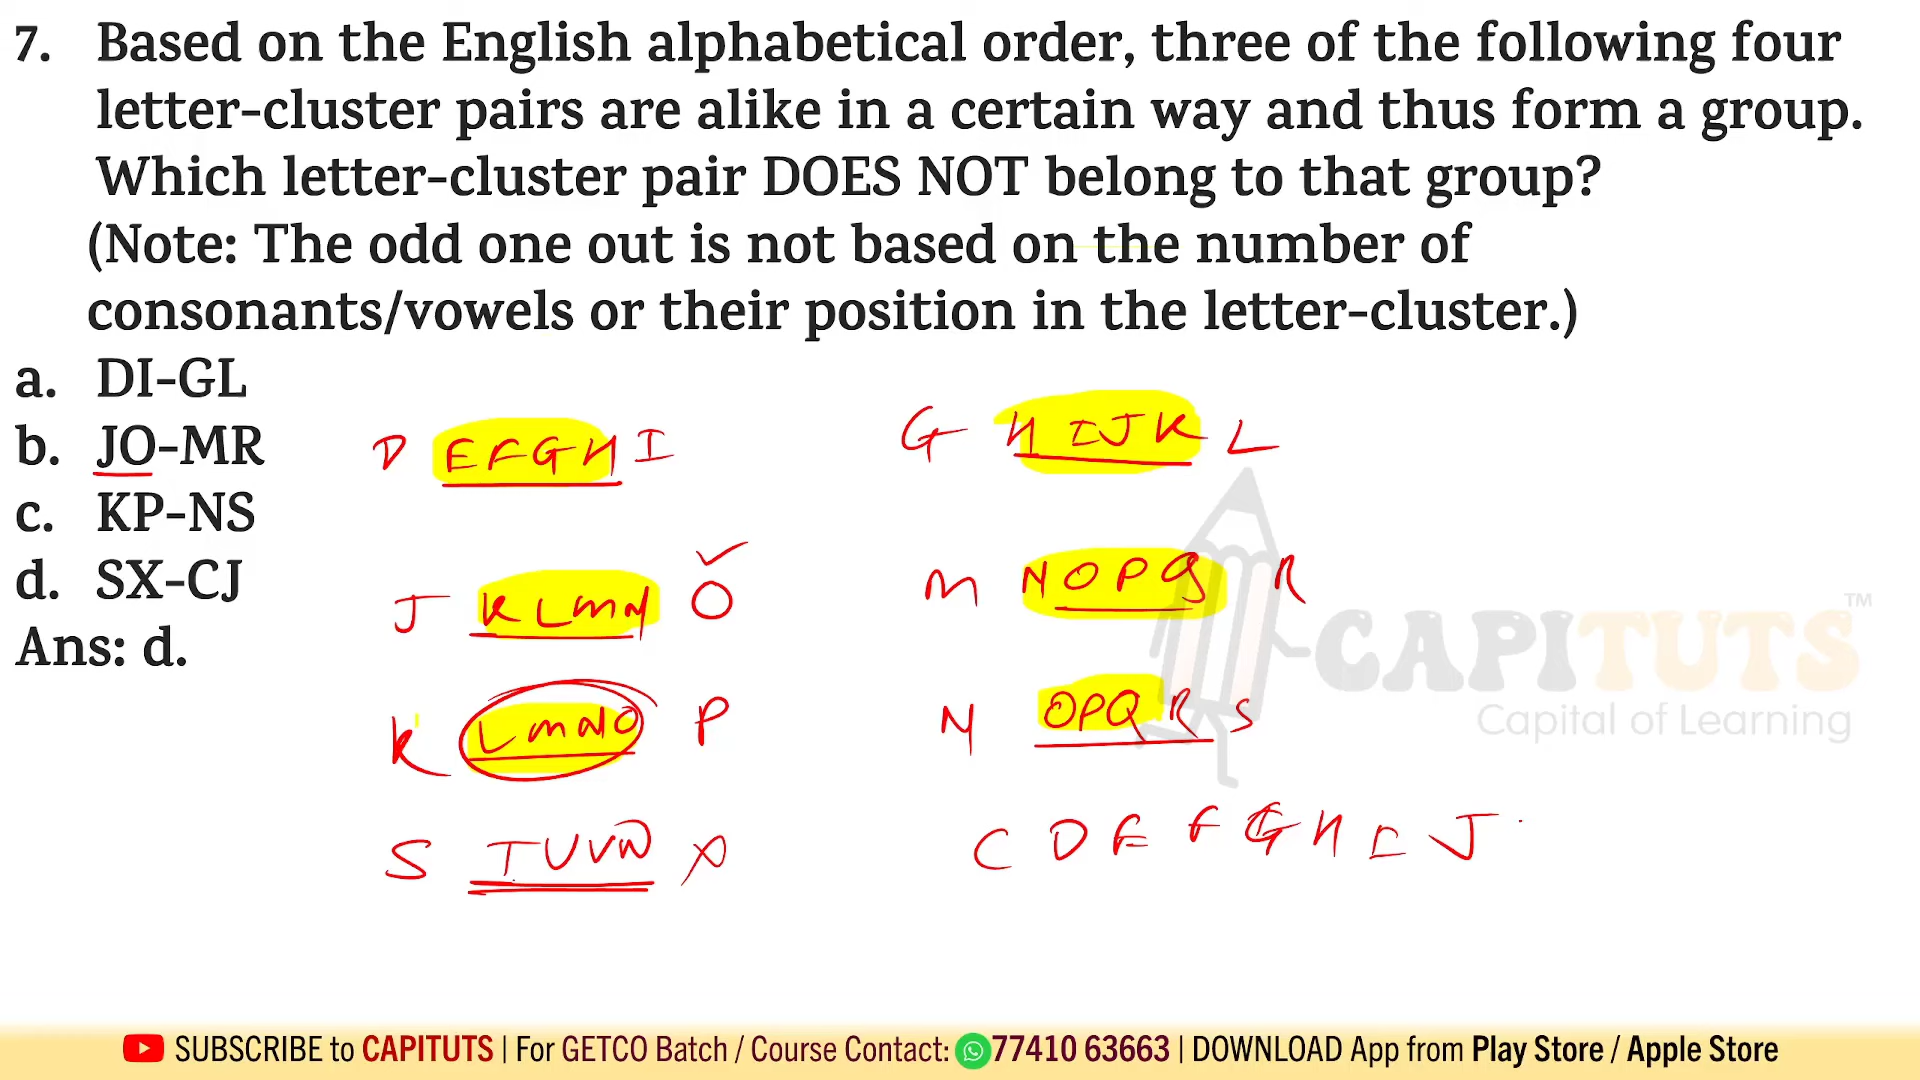 7. Based on the English alphabetical order, three of the following four
letter-cluster pairs are alike in a certain way and thus form a group.
Which letter-cluster pair DOES NOT belong to that group?
(Note: The odd one out is not based on the number of
consonants/vowels or their position in the letter-cluster.)
a. DI-GL
b. JO-MR
c. KP-NS
d. SX-CJ
Ans: d.
D EFGH I G HIJK L
J KLMN O M NOPQ R
K LMNO P N OPQR S
S TUVW X C D E F G H I J
CAPITUTS™
Capital of Learning
SUBSCRIBE to CAPITUTS | For GETCO Batch / Course Contact: 77410 63663 | DOWNLOAD App from Play Store / Apple Store